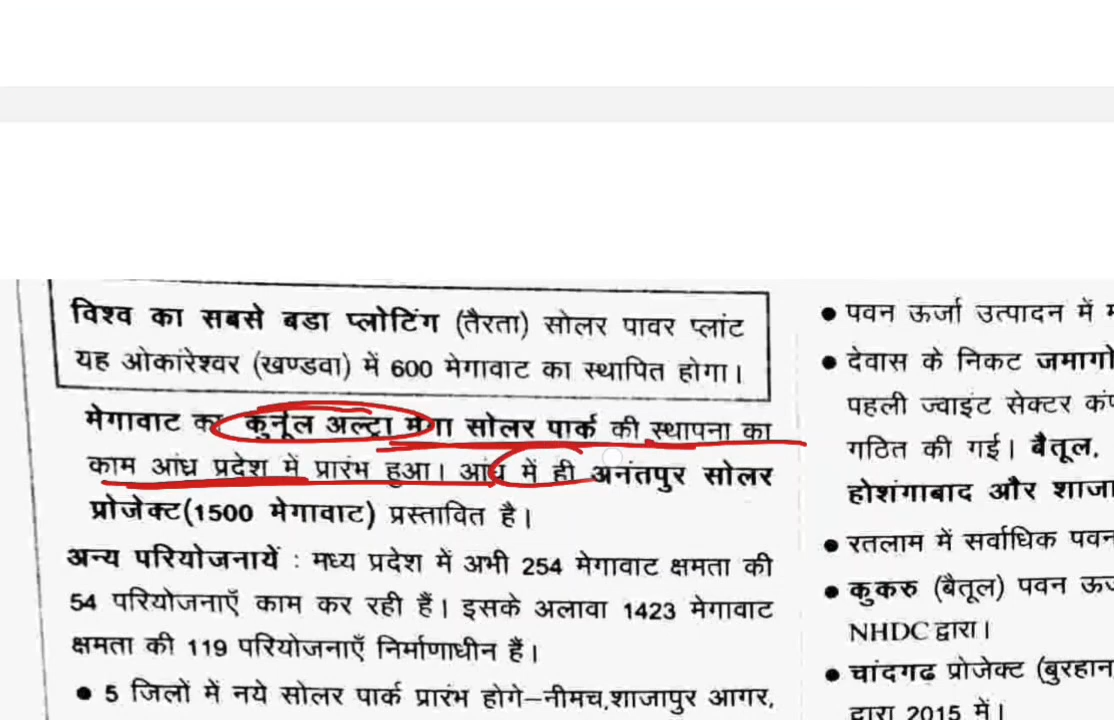 विश्व का सबसे बडा प्लोटिंग (तैरता) सोलर पावर प्लांट
यह ओकांरेश्वर (खण्डवा) में 600 मेगावाट का स्थापित होगा।
मेगावाट का कुर्नूल अल्ट्रा मेगा सोलर पार्क की स्थापना का
काम आंध्र प्रदेश में प्रारंभ हुआ। आंध्र में ही अनंतपुर सोलर
प्रोजेक्ट(1500 मेगावाट) प्रस्तावित है।
अन्य परियोजनायें : मध्य प्रदेश में अभी 254 मेगावाट क्षमता की
54 परियोजनाएँ काम कर रही हैं। इसके अलावा 1423 मेगावाट
क्षमता की 119 परियोजनाएँ निर्माणाधीन हैं।
● 5 जिलों में नये सोलर पार्क प्रारंभ होगे–नीमच,शाजापुर आगर,
● पवन ऊर्जा उत्पादन में
● देवास के निकट
पहली ज्वाइंट सेक्टर
गठित की गई। बैतूल,
होशंगाबाद और
● रतलाम में सर्वाधिक पवन
● कुकरु (बैतूल) पवन
NHDC द्वारा।
● चांदगढ प्रोजेक्ट
द्वारा 2015 में।